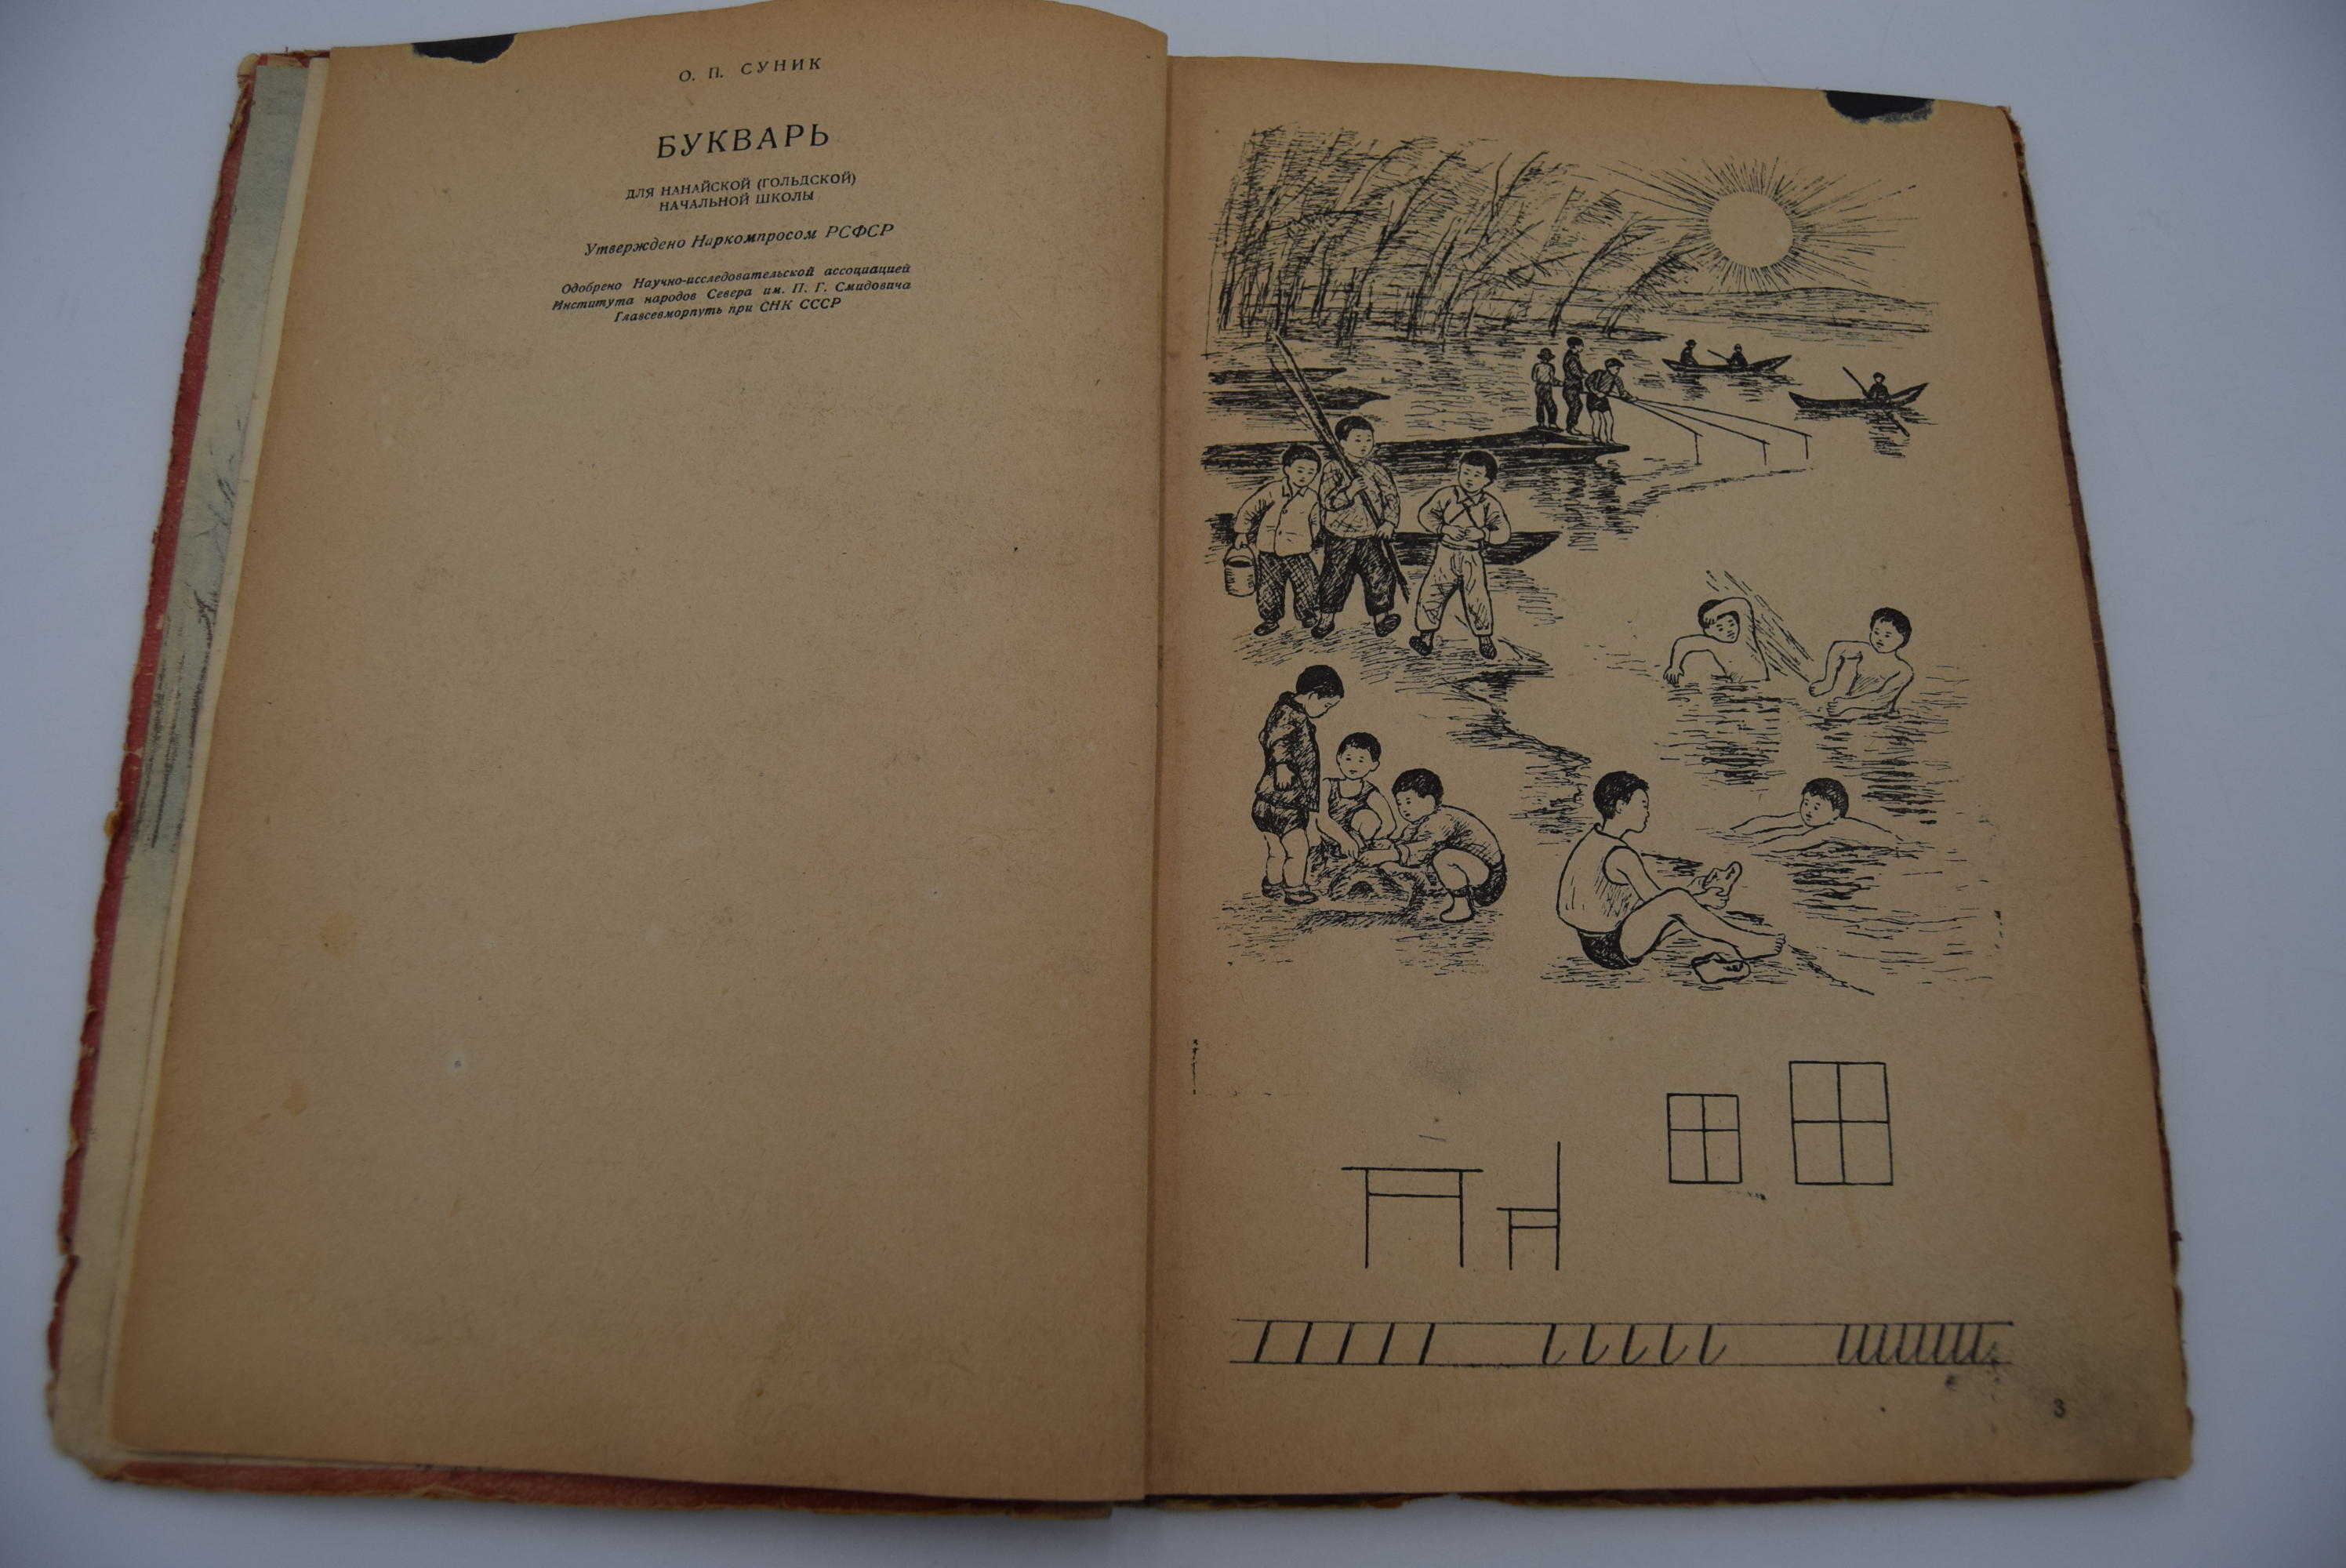 О. П. СУНИК
БУКВАРЬ
ДЛЯ НАНАЙСКОЙ (ГОЛЬДСКОЙ)
НАЧАЛЬНОЙ ШКОЛЫ
Утверждено Наркомпросом РСФСР
Одобрено Научно-исследовательской ассоциацией
Института народов Севера им. П. Г. Смидовича
Главсевморпуть при СНК СССР
3